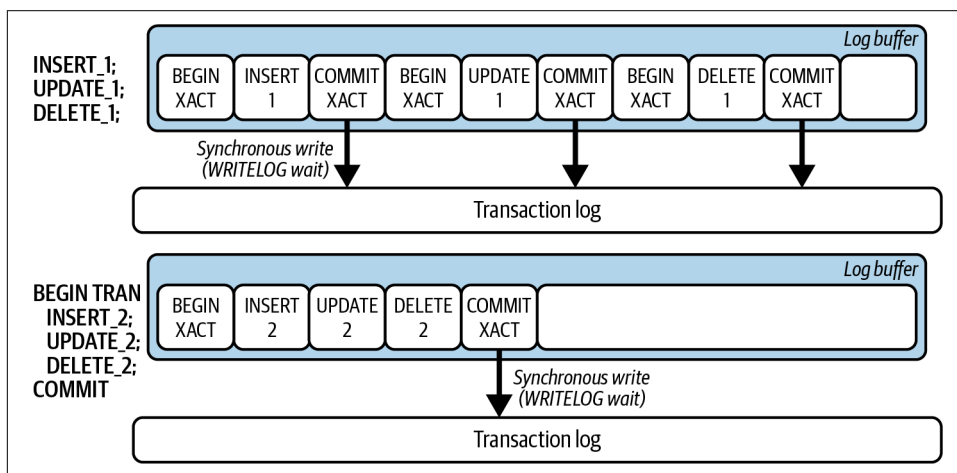 Log buffer
INSERT_1;
UPDATE_1;
DELETE_1;
BEGIN XACT
INSERT 1
COMMIT XACT
BEGIN XACT
UPDATE 1
COMMIT XACT
BEGIN XACT
DELETE 1
COMMIT XACT
Synchronous write
(WRITELOG wait)
Transaction log
Log buffer
BEGIN TRAN
INSERT_2;
UPDATE_2;
DELETE_2;
COMMIT
BEGIN XACT
INSERT 2
UPDATE 2
DELETE 2
COMMIT XACT
Synchronous write
(WRITELOG wait)
Transaction log